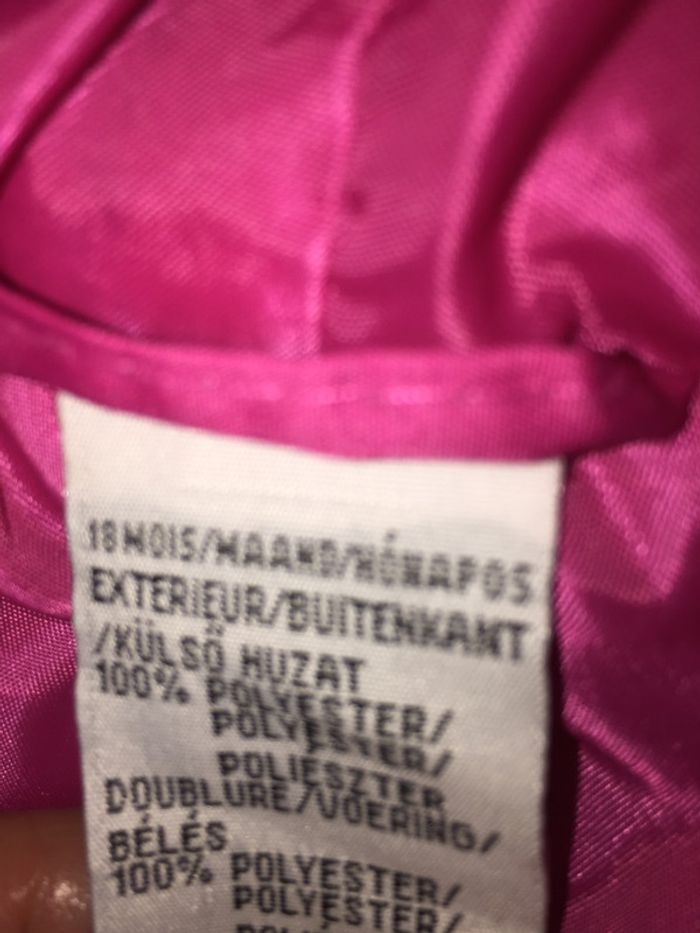 18 MOIS/MAAND/HÓNAPOS
EXTERIEUR/BUITENKANT
/KÜLSŐ HUZAT
100% POLYESTER/
POLYESTER/
POLIÉSZTER
DOUBLURE/VOERING/
BÉLÉS
100% POLYESTER/
POLYESTER/